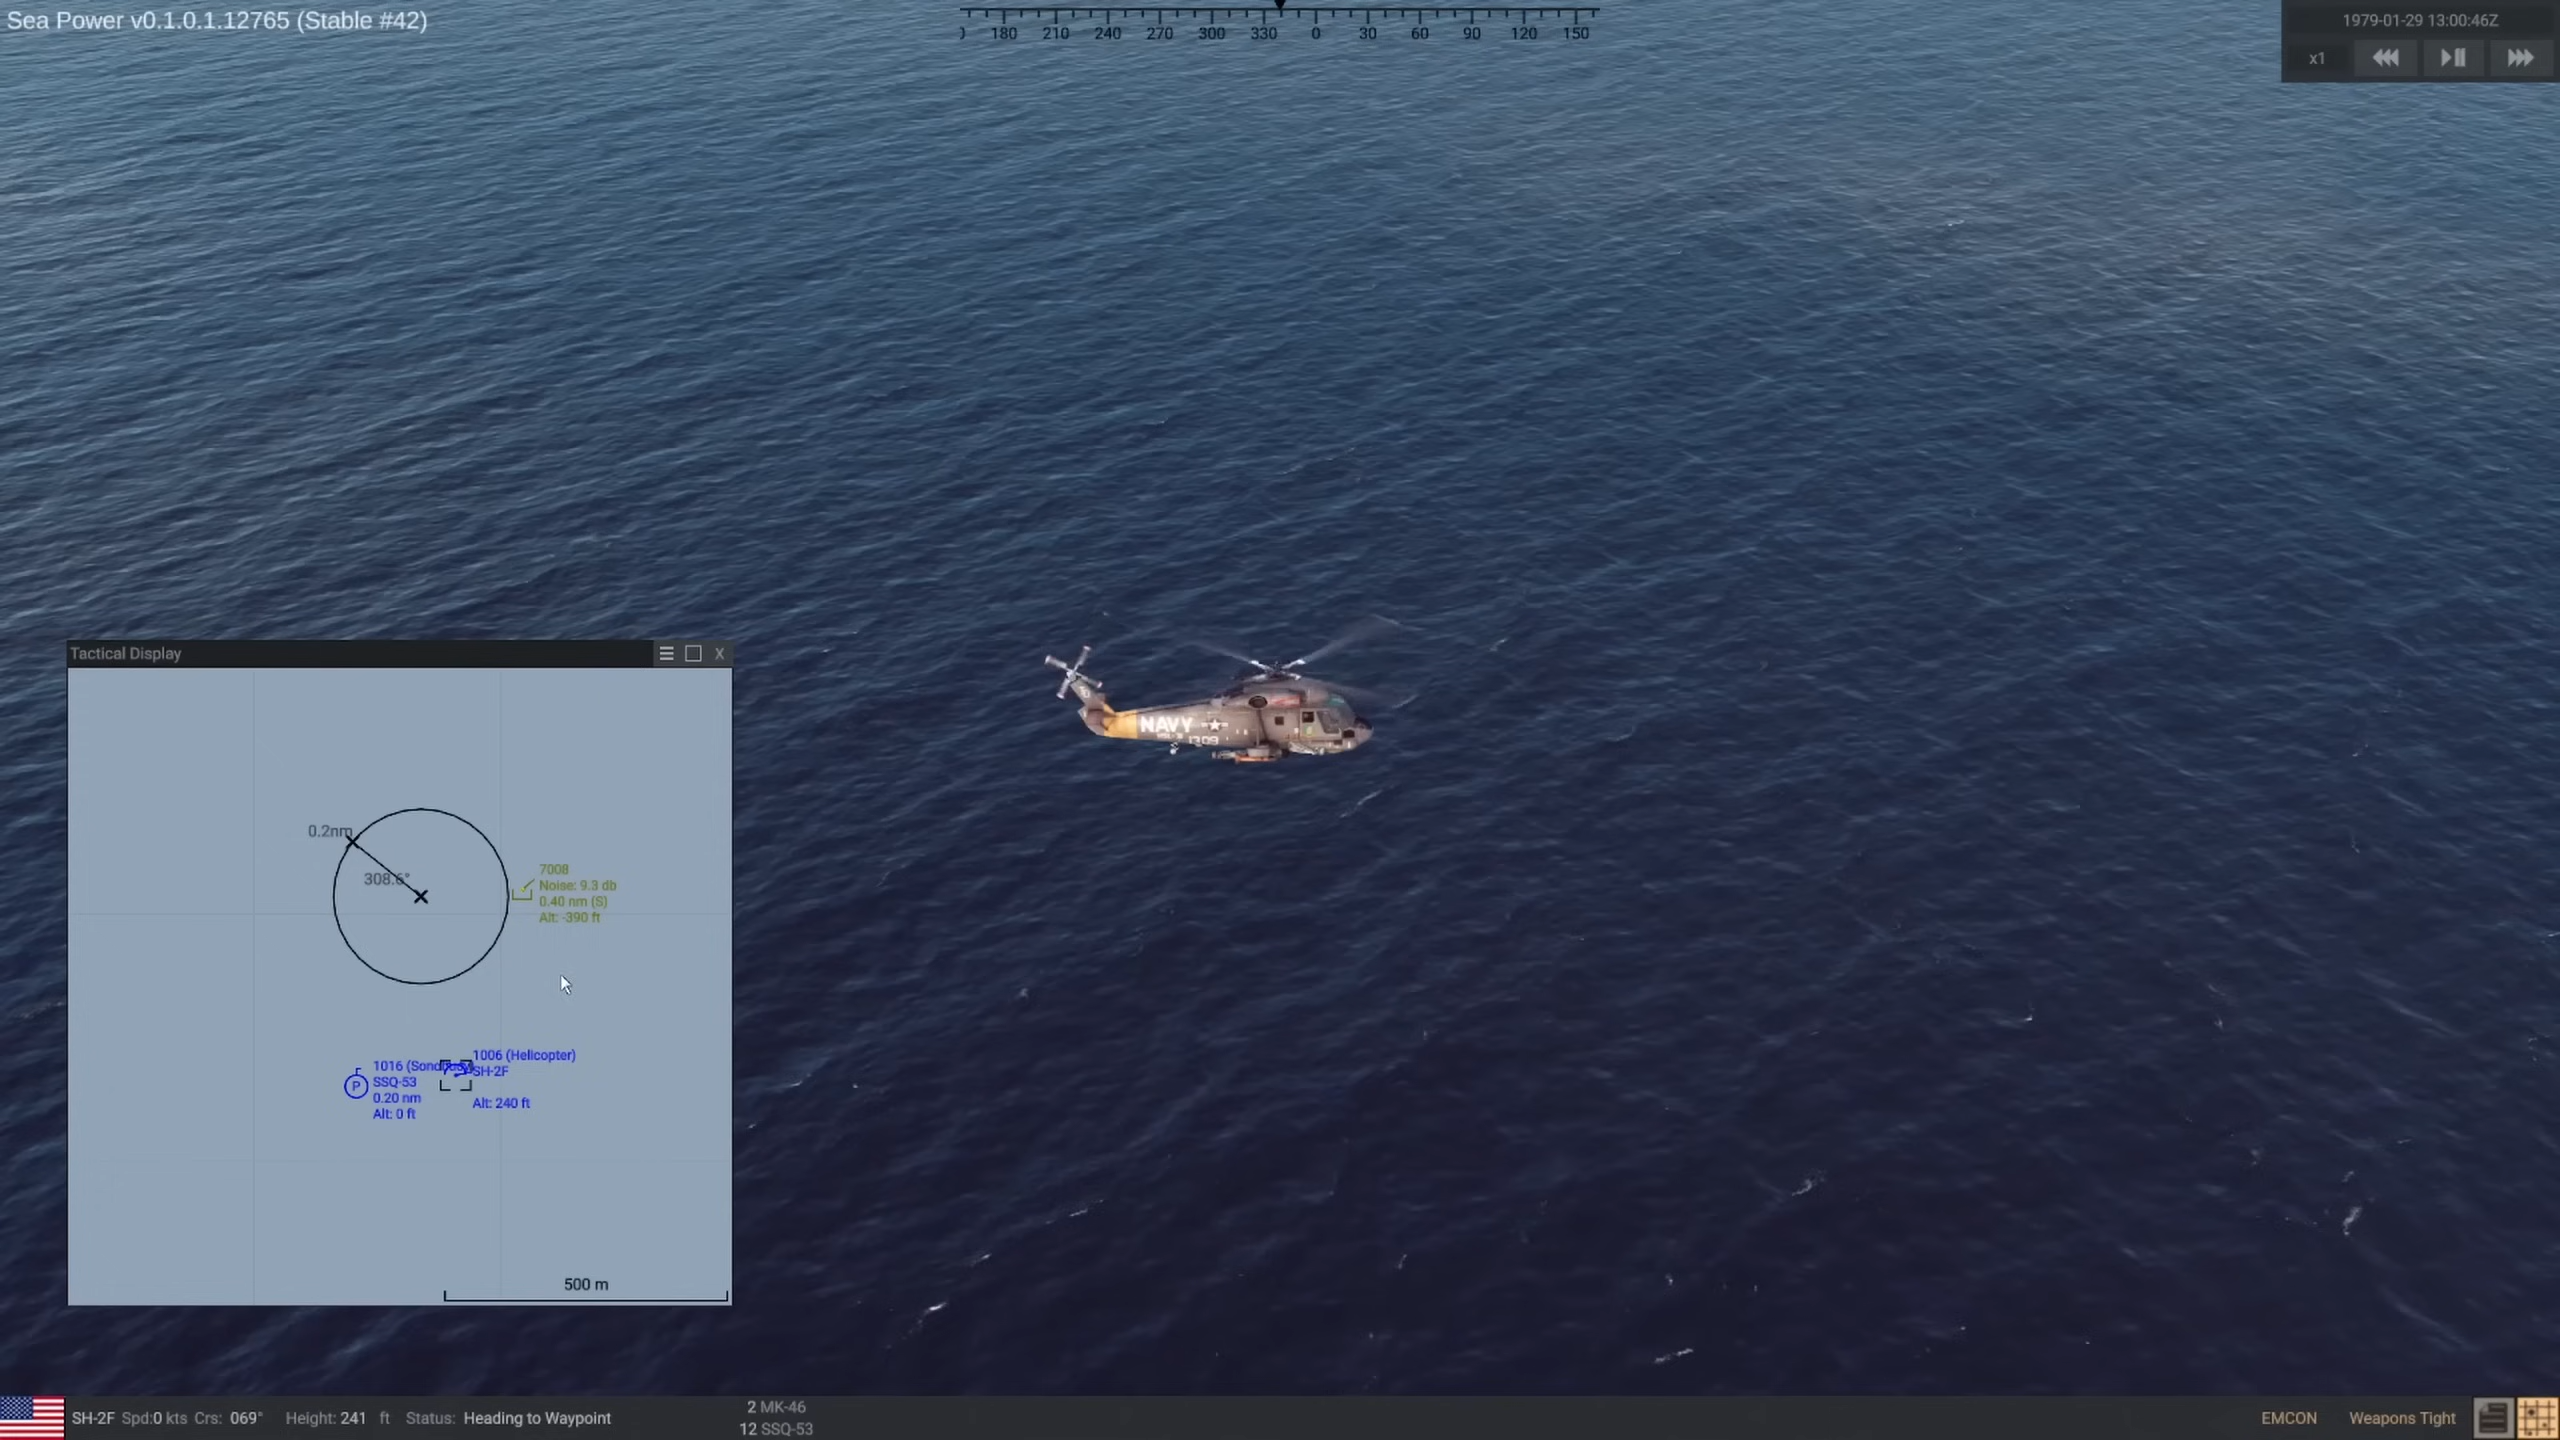 Sea Power v0.1.0.1.12765 (Stable #42)
180 210 240 270 300 330 0 30 60 90 120 150
1979-01-29 13:00:46Z
x1
NAVY
1309
Tactical Display
X
0.2nm
308.6°
7008
Noise: 9.3 db
0.40 nm (S)
Alt: -390 ft
1006 (Helicopter)
SH-2F
Alt: 240 ft
P
1016 (Sonobuoy)
SSQ-53
0.20 nm
Alt: 0 ft
500 m
SH-2F Spd:0 kts Crs: 069° Height: 241 ft Status: Heading to Waypoint
2 MK-46
12 SSQ-53
EMCON Weapons Tight